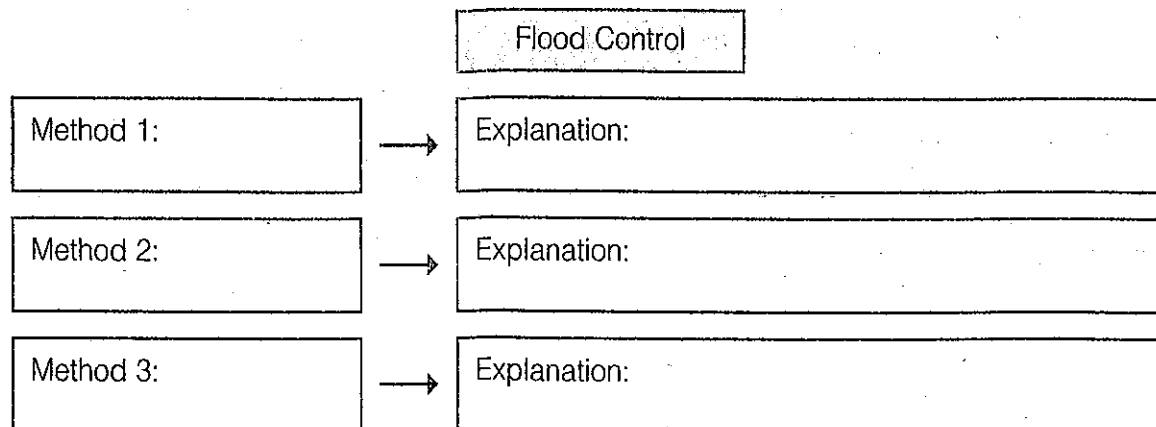 Flood Control
Method 1:
Explanation:
Method 2:
Explanation:
Method 3:
Explanation: